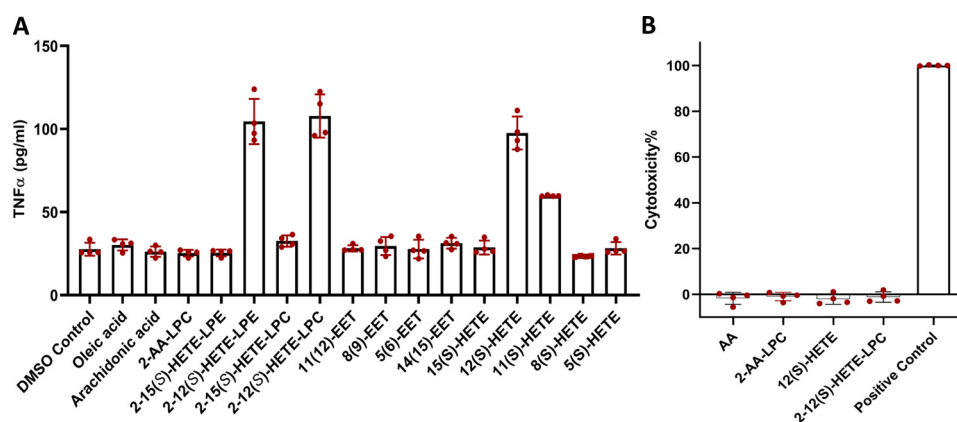 A
TNFα (pg/ml)
150
100
50
0
DMSO Control
Oleic acid
Arachidonic acid
2-AA-LPC
2-15(S)-HETE-LPE
2-12(S)-HETE-LPE
2-15(S)-HETE-LPC
2-12(S)-HETE-LPC
11(12)-EET
8(9)-EET
5(6)-EET
14(15)-EET
15(S)-HETE
12(S)-HETE
11(S)-HETE
8(S)-HETE
5(S)-HETE
B
Cytotoxicity%
100
80
60
40
20
0
AA
2-AA-LPC
12(S)-HETE
2-12(S)-HETE-LPC
Positive Control